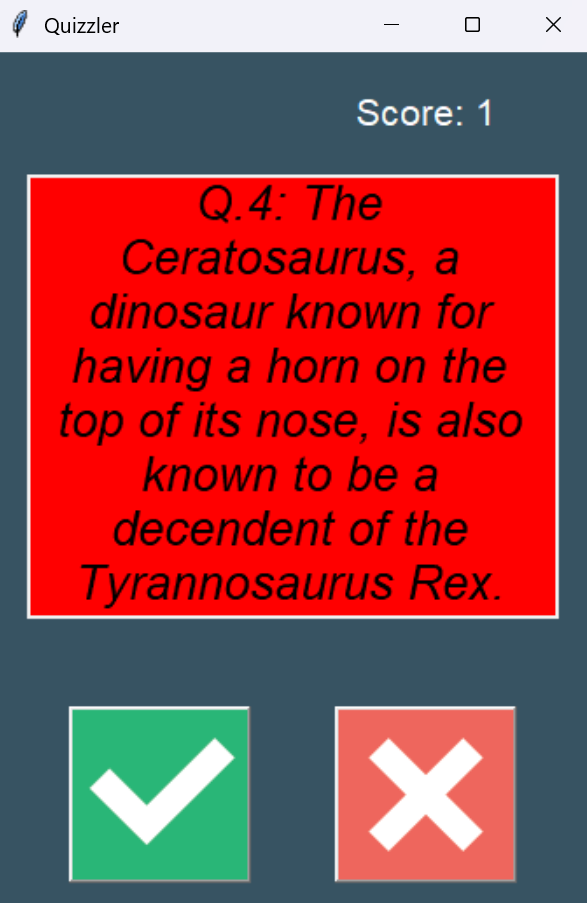 Quizzler
Score: 1
Q.4: The
Ceratosaurus, a
dinosaur known for
having a horn on the
top of its nose, is also
known to be a
decendent of the
Tyrannosaurus Rex.